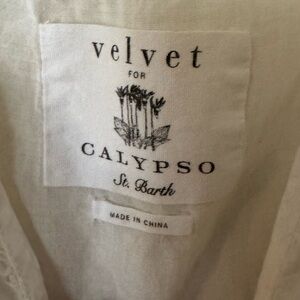 velvet
FOR
CALYPSO
St. Barth
MADE IN CHINA